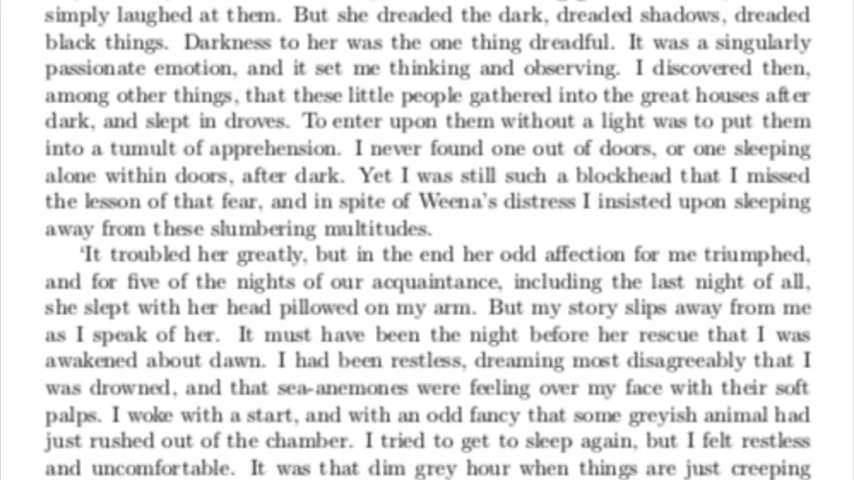 simply laughed at them. But she dreaded the dark, dreaded shadows, dreaded
black things. Darkness to her was the one thing dreadful. It was a singularly
passionate emotion, and it set me thinking and observing. I discovered then,
among other things, that these little people gathered into the great houses after
dark, and slept in droves. To enter upon them without a light was to put them
into a tumult of apprehension. I never found one out of doors, or one sleeping
alone within doors, after dark. Yet I was still such a blockhead that I missed
the lesson of that fear, and in spite of Weena's distress I insisted upon sleeping
away from these slumbering multitudes.
'It troubled her greatly, but in the end her odd affection for me triumphed,
and for five of the nights of our acquaintance, including the last night of all,
she slept with her head pillowed on my arm. But my story slips away from me
as I speak of her. It must have been the night before her rescue that I was
awakened about dawn. I had been restless, dreaming most disagreeably that I
was drowned, and that sea-anemones were feeling over my face with their soft
palps. I woke with a start, and with an odd fancy that some greyish animal had
just rushed out of the chamber. I tried to get to sleep again, but I felt restless
and uncomfortable. It was that dim grey hour when things are just creeping